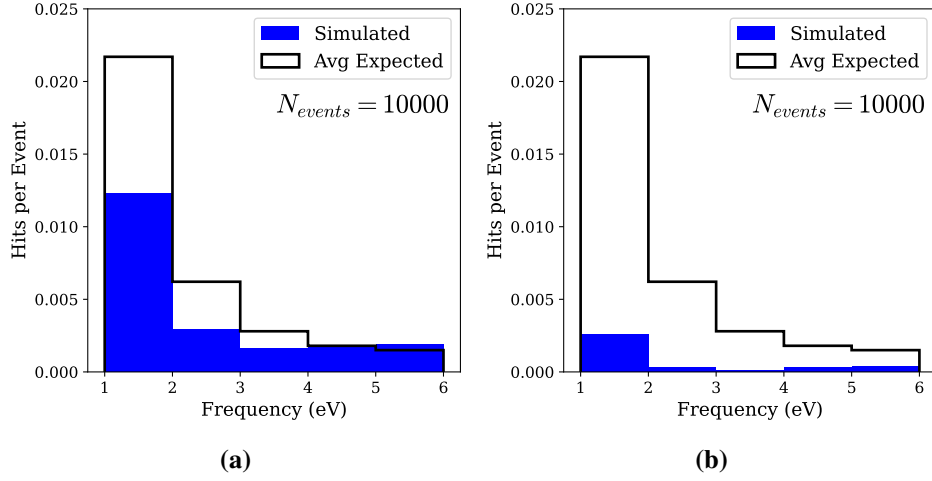 0.025
0.020
0.015
0.010
0.005
0.000
Hits per Event
Simulated
Avg Expected
N_events = 10000
1 2 3 4 5 6
Frequency (eV)
(a)
0.025
0.020
0.015
0.010
0.005
0.000
Hits per Event
Simulated
Avg Expected
N_events = 10000
1 2 3 4 5 6
Frequency (eV)
(b)